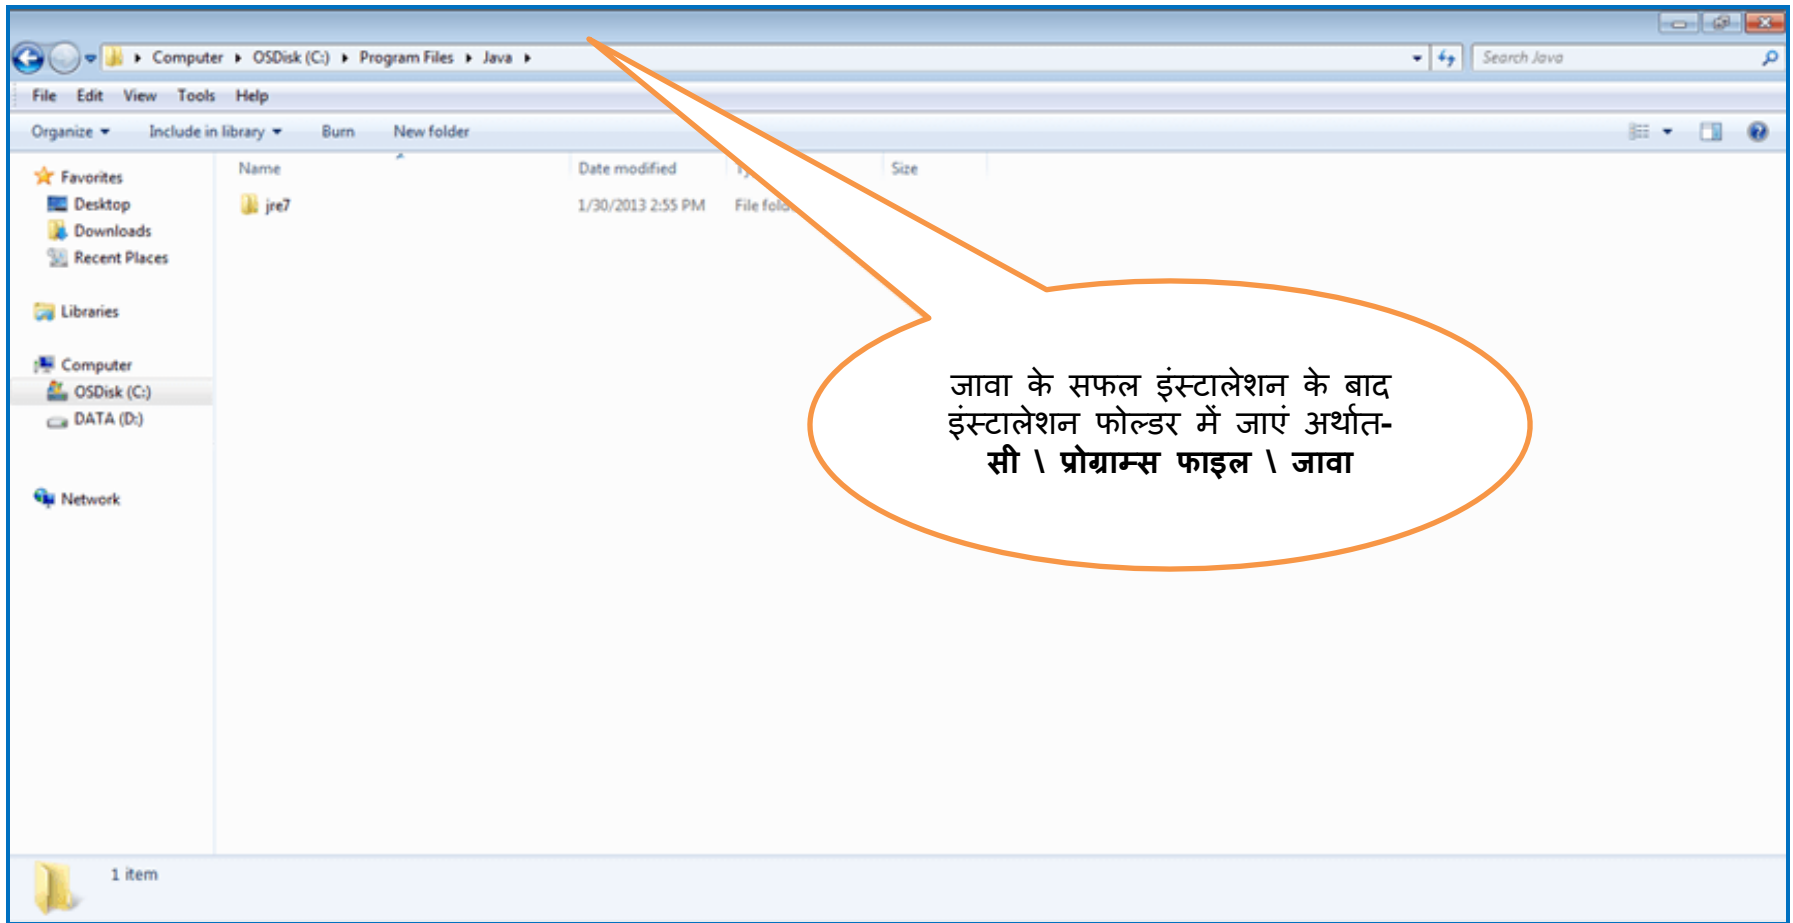 Computer ▸ OSDisk (C:) ▸ Program Files ▸ Java ▸
Search Java
File Edit View Tools Help
Organize Include in library Burn New folder
Name Date modified Size
Favorites
Desktop
Downloads
Recent Places
Libraries
Computer
OSDisk (C:)
DATA (D:)
Network
jre7 1/30/2013 2:55 PM File
जावा के सफल इंस्टालेशन के बाद
इंस्टालेशन फोल्डर में जाएं अर्थात-
सी \ प्रोग्राम्स फाइल \ जावा
1 item